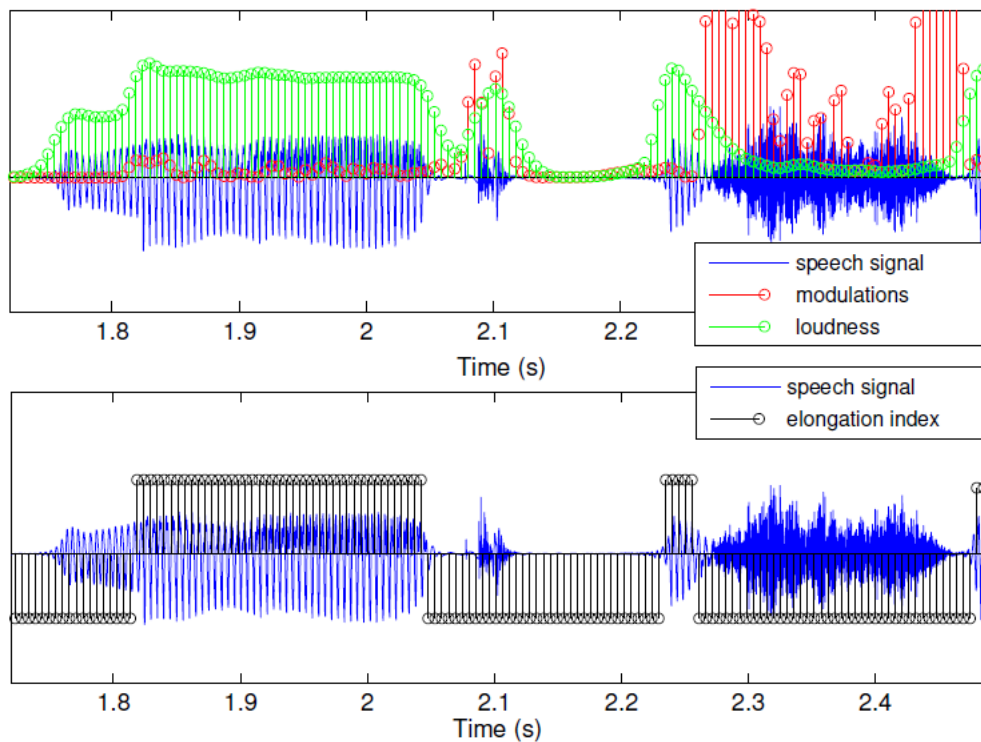 speech signal
modulations
loudness
1.8 1.9 2 2.1 2.2
Time (s)
speech signal
elongation index
1.8 1.9 2 2.1 2.2 2.3 2.4
Time (s)